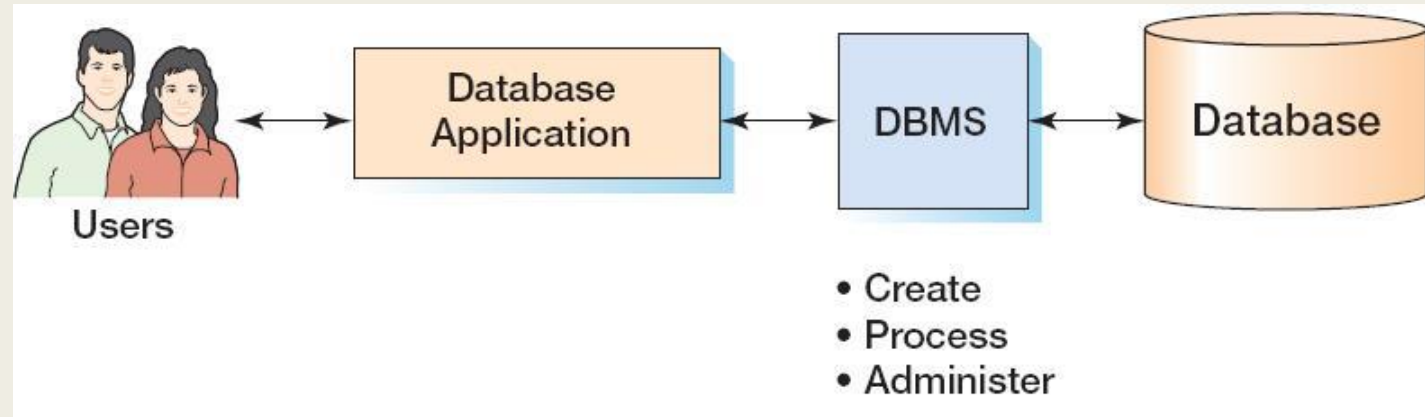 Users
Database
Application
DBMS
Database
• Create
• Process
• Administer